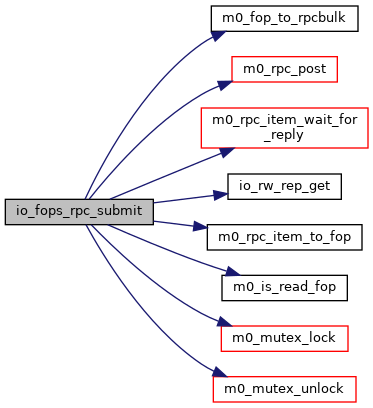 m0_fop_to_rpcbulk
m0_rpc_post
m0_rpc_item_wait_for
_reply
io_rw_rep_get
io_fops_rpc_submit
m0_rpc_item_to_fop
m0_is_read_fop
m0_mutex_lock
m0_mutex_unlock